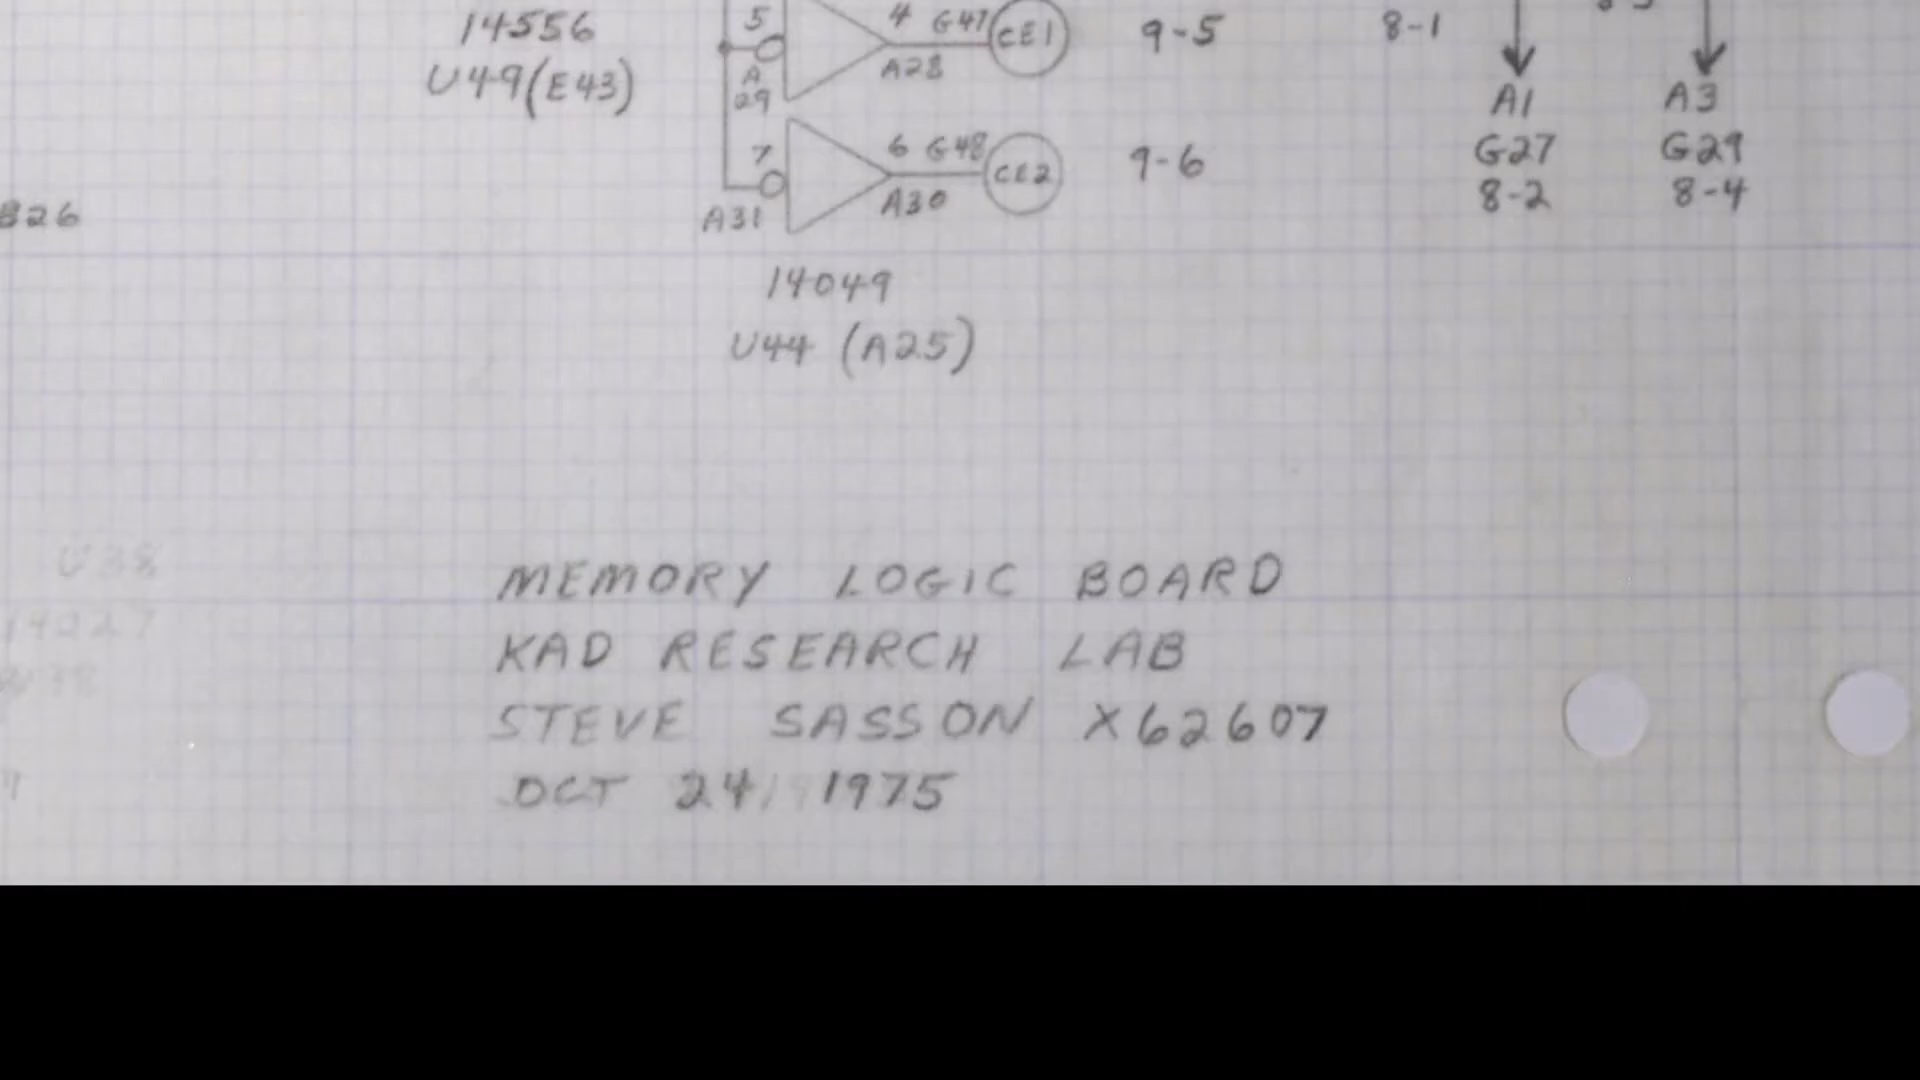 14556
U49(E43)
5
4 G47
CE1
9-5
A28
A
29
7
6 G48
CE2
9-6
A31
A30
14049
U44 (A25)
8-1
A1
G27
8-2
A3
G29
8-4
B26
U38
14027
MEMORY LOGIC BOARD
KAD RESEARCH LAB
STEVE SASSON X62607
OCT 24 1975